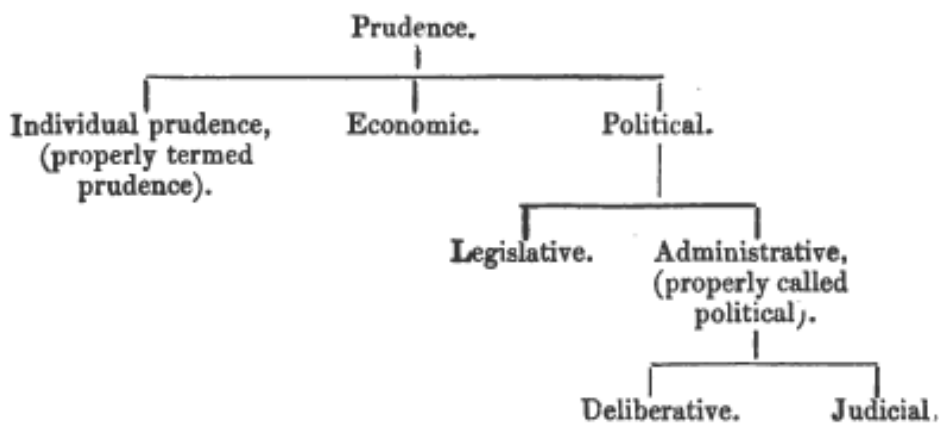 Prudence.
Individual prudence,
(properly termed
prudence).
Economic.
Political.
Legislative.
Administrative,
(properly called
political).
Deliberative.
Judicial.